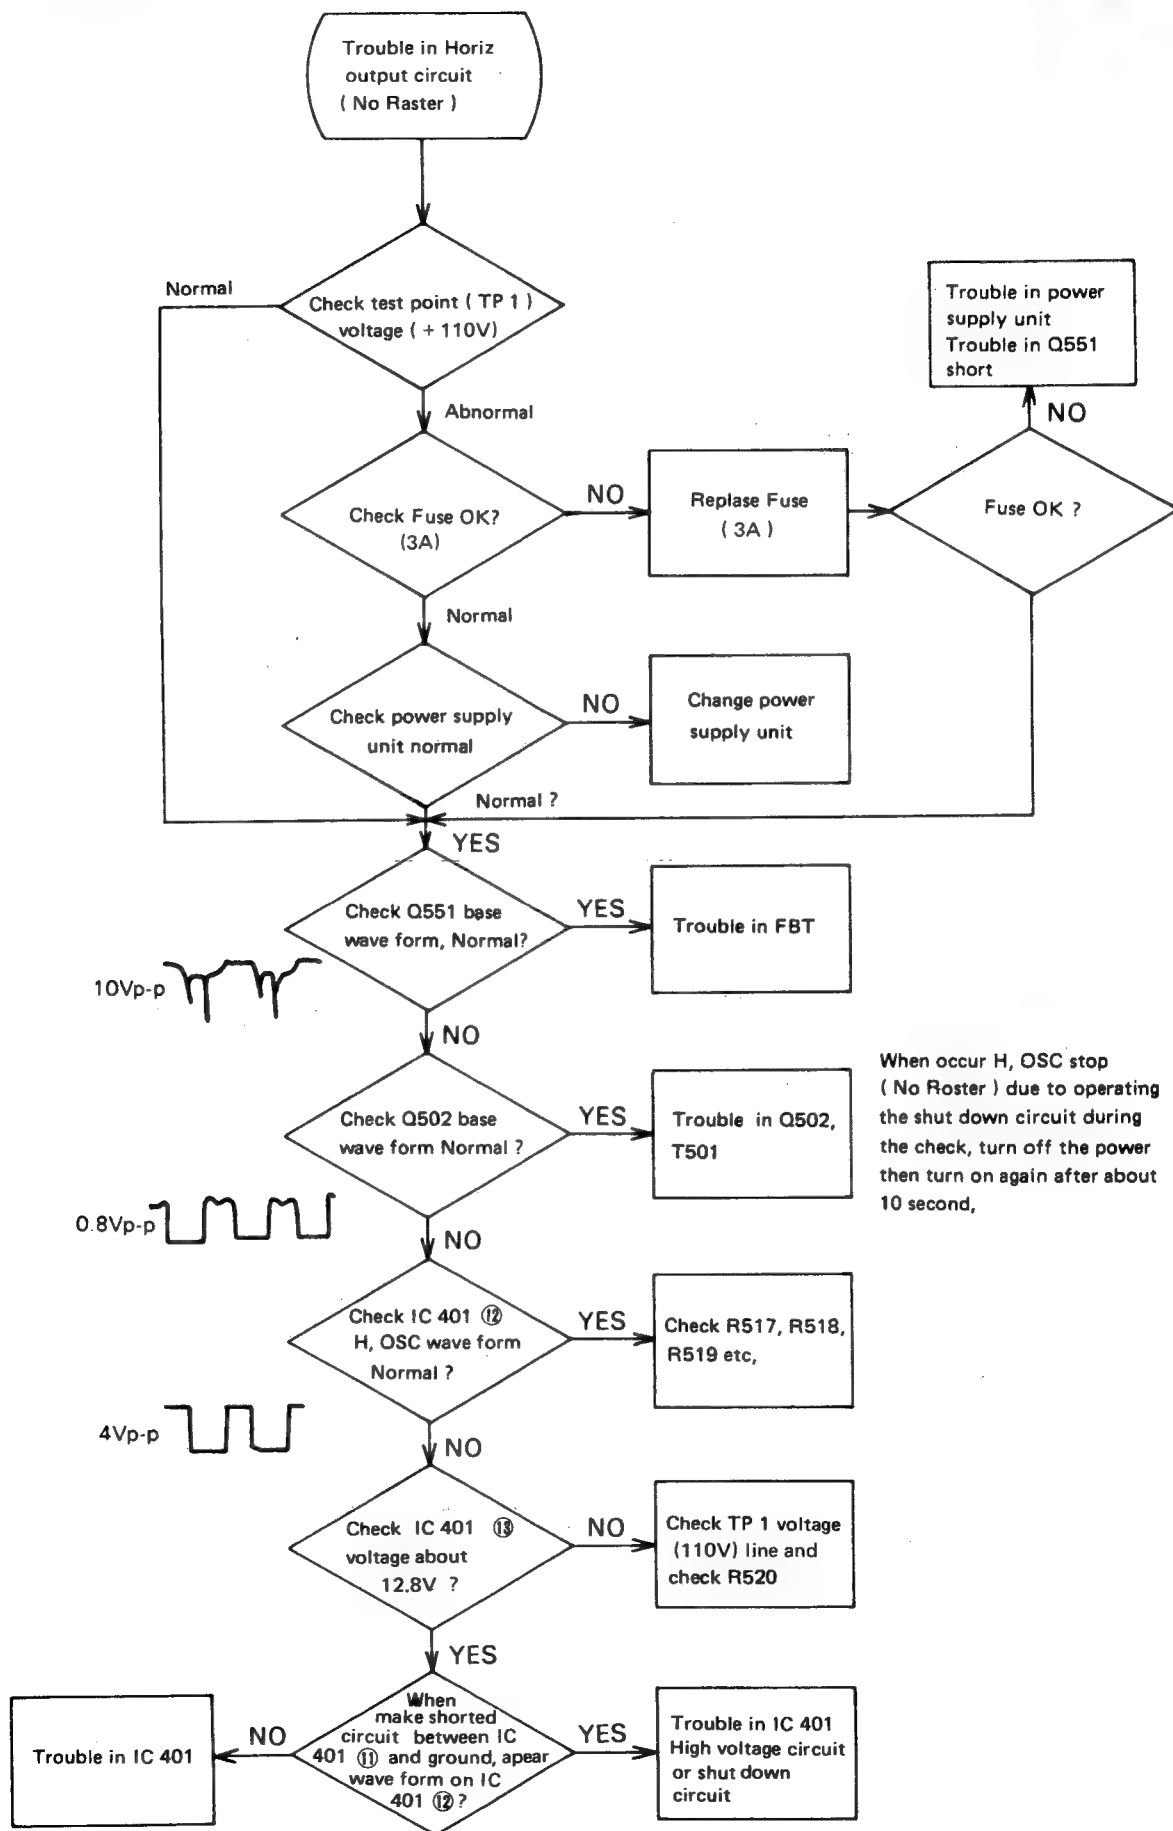 Trouble in Horiz
output circuit
( No Raster )
Normal
Check test point ( TP 1 )
voltage ( + 110V)
Trouble in power
supply unit
Trouble in Q551
short
Abnormal
NO
Check Fuse OK?
(3A)
NO
Replase Fuse
( 3A )
Fuse OK ?
Normal
Check power supply
unit normal
NO
Change power
supply unit
Normal ?
YES
Check Q551 base
wave form, Normal?
YES
Trouble in FBT
10Vp-p
NO
Check Q502 base
wave form Normal ?
YES
Trouble in Q502,
T501
When occur H, OSC stop
( No Roster ) due to operating
the shut down circuit during
the check, turn off the power
then turn on again after about
10 second,
0.8Vp-p
NO
Check IC 401 ⑫
H, OSC wave form
Normal ?
YES
Check R517, R518,
R519 etc,
4Vp-p
NO
Check IC 401 ⑬
voltage about
12.8V ?
NO
Check TP 1 voltage
(110V) line and
check R520
YES
When
make shorted
circuit between IC
401 ⑪ and ground, apear
wave form on IC
401 ⑫ ?
NO
Trouble in IC 401
YES
Trouble in IC 401
High voltage circuit
or shut down
circuit